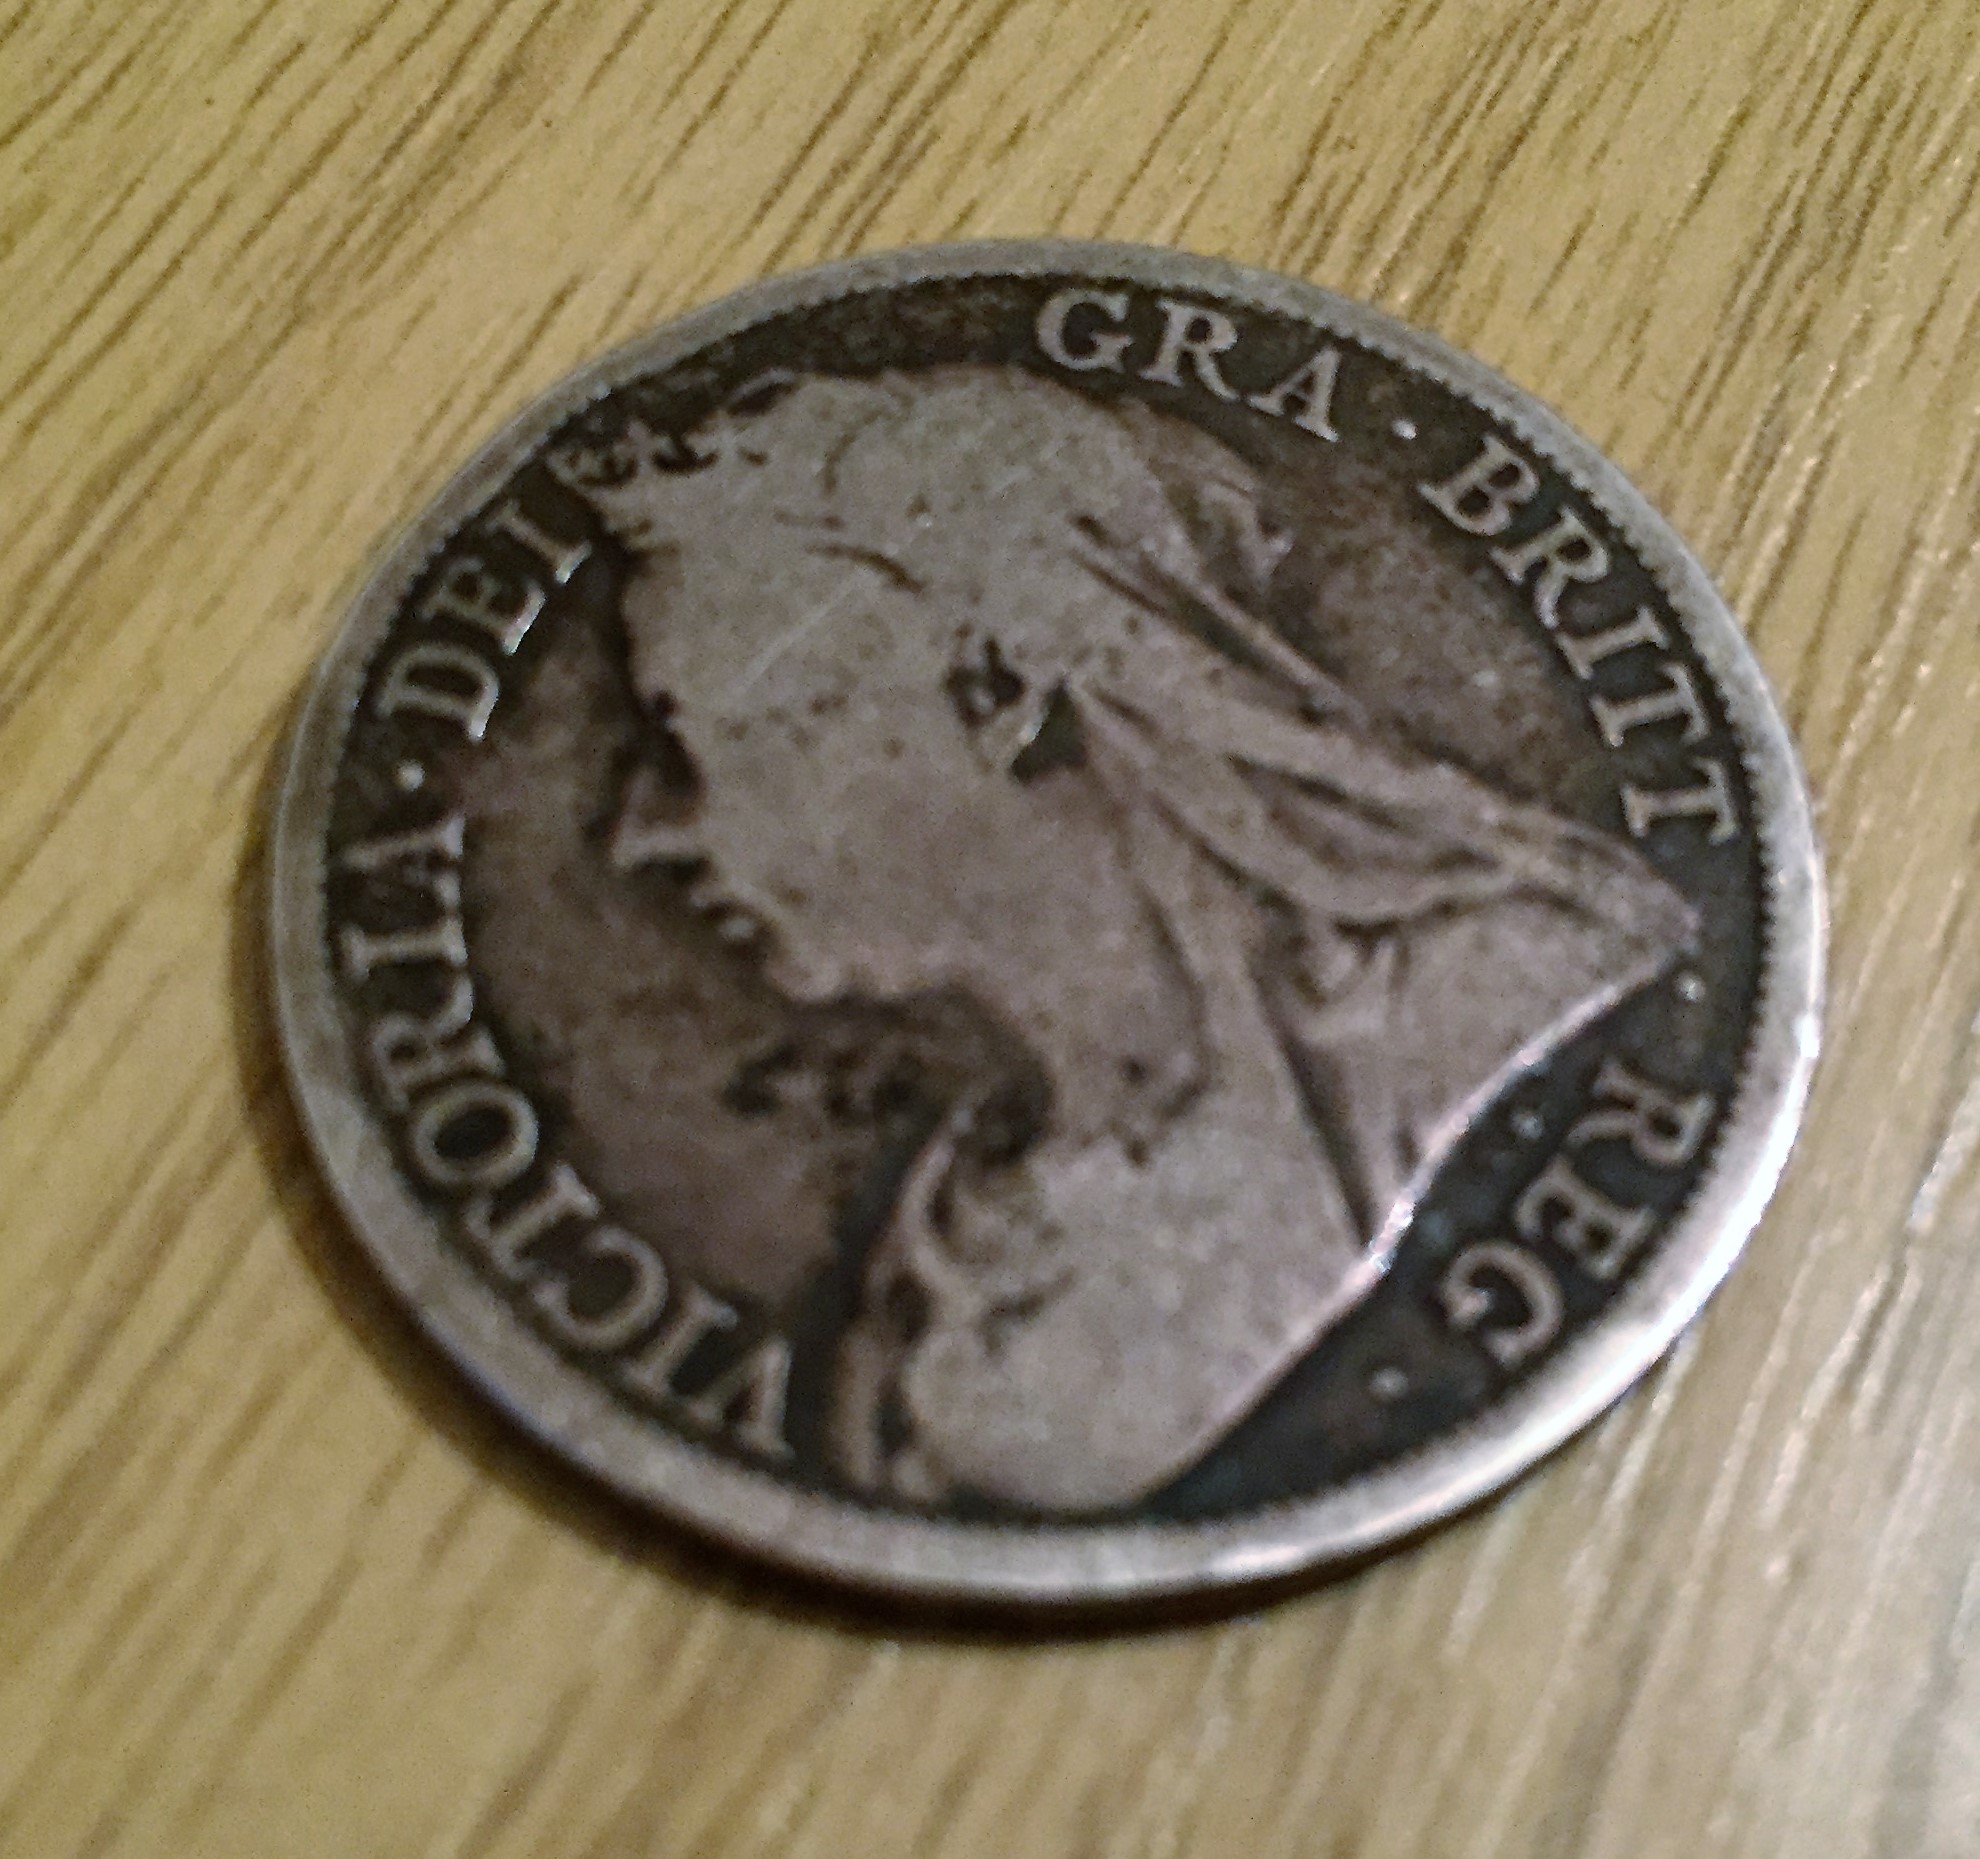 VICTORIA · DEI GRA · BRITT · REG ·